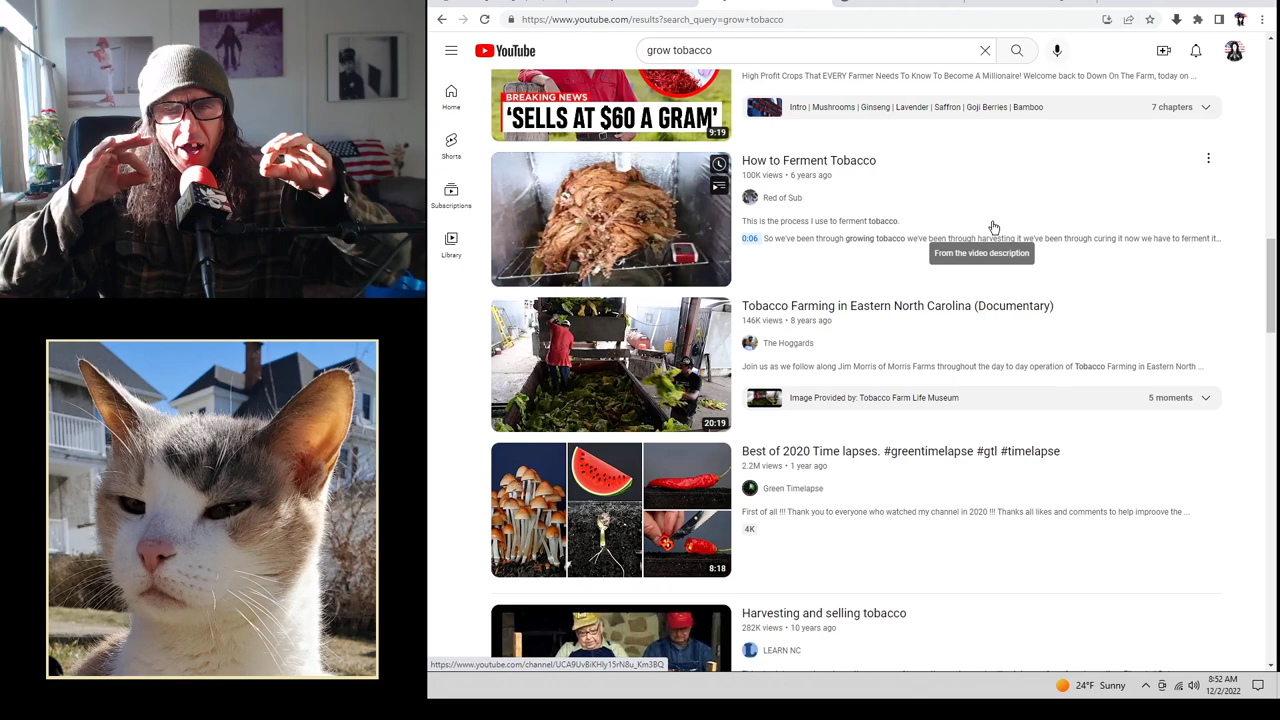 https://www.youtube.com/results?search_query=grow+tobacco
YouTube
grow tobacco
Home
Shorts
Subscriptions
Library
BREAKING NEWS
'SELLS AT $60 A GRAM'
9:19
High Profit Crops That EVERY Farmer Needs To Know To Become A Millionaire! Welcome back to Down On The Farm, today on ...
Intro | Mushrooms | Ginseng | Lavender | Saffron | Goji Berries | Bamboo
7 chapters
How to Ferment Tobacco
100K views • 6 years ago
Red of Sub
This is the process I use to ferment tobacco.
0:06 So we've been through growing tobacco we've been through harvesting it we've been through curing it now we have to ferment it...
From the video description
20:19
Tobacco Farming in Eastern North Carolina (Documentary)
146K views • 8 years ago
The Hoggards
Join us as we follow along Jim Morris of Morris Farms throughout the day to day operation of Tobacco Farming in Eastern North ...
Image Provided by: Tobacco Farm Life Museum
5 moments
8:18
Best of 2020 Time lapses. #greentimelapse #gtl #timelapse
2.2M views • 1 year ago
Green Timelapse
First of all !!! Thank you to everyone who watched my channel in 2020 !!! Thanks all likes and comments to help improove the ...
4K
Harvesting and selling tobacco
282K views • 10 years ago
LEARN NC
https://www.youtube.com/channel/UCA9UvBiKHly15rN8u_Km3BQ
24°F Sunny
8:52 AM
12/2/2022